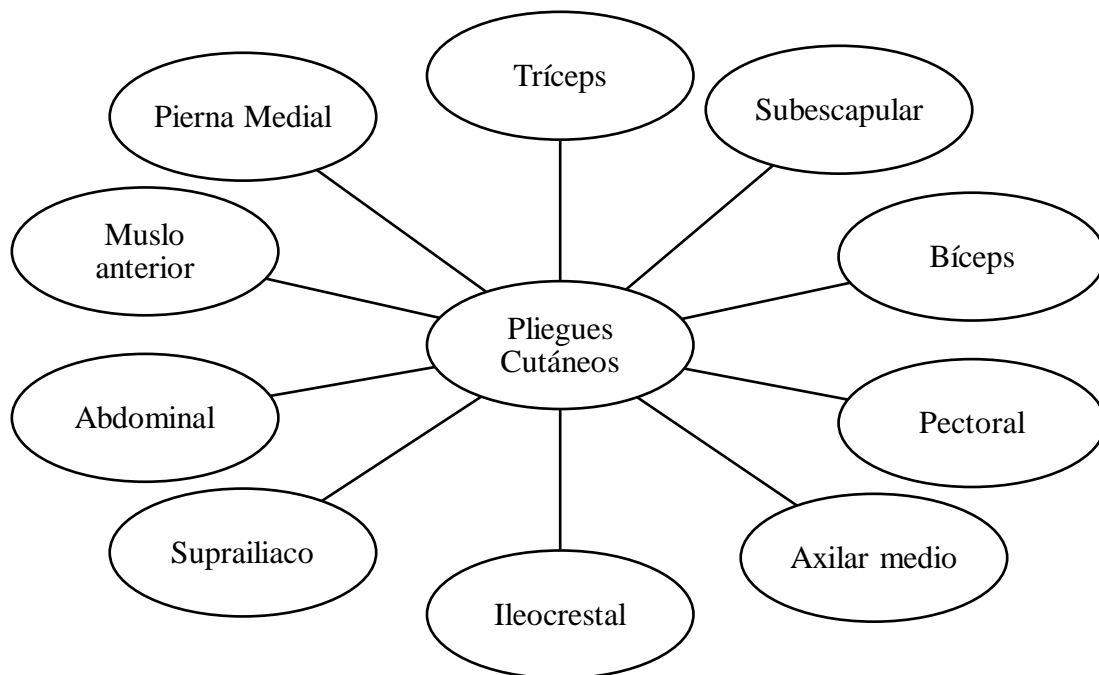 Tríceps
Subescapular
Bíceps
Pectoral
Axilar medio
Ileocrestal
Suprailiaco
Abdominal
Muslo
anterior
Pierna Medial
Pliegues
Cutáneos